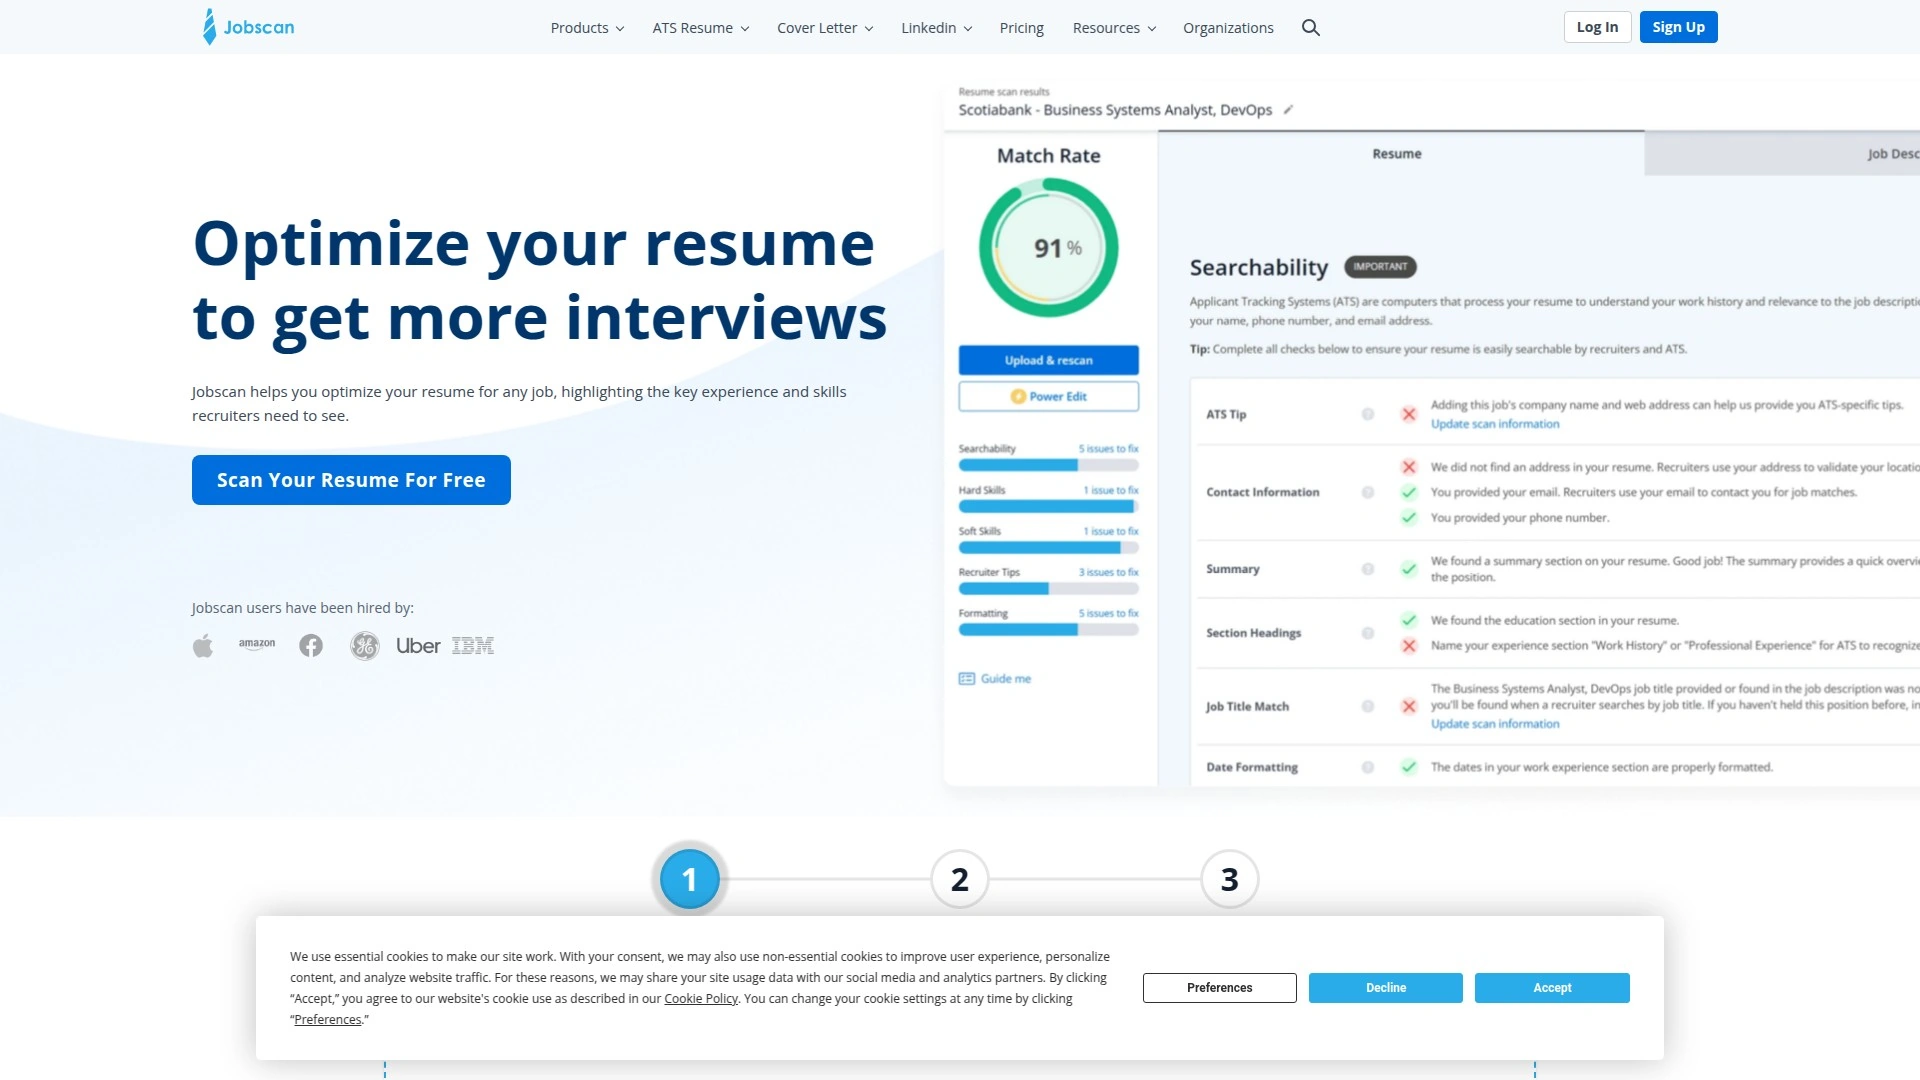 Jobscan
Products
ATS Resume
Cover Letter
Linkedin
Pricing
Resources
Organizations
Log In
Sign Up
Optimize your resume
to get more interviews
Jobscan helps you optimize your resume for any job, highlighting the key experience and skills
recruiters need to see.
Scan Your Resume For Free
Jobscan users have been hired by:
amazon
GE
Uber
IBM
Resume scan results
Scotiabank - Business Systems Analyst, DevOps
Match Rate
91 %
Upload & rescan
Power Edit
Searchability 5 issues to fix
Hard Skills 1 issue to fix
Soft Skills 1 issue to fix
Recruiter Tips 3 issues to fix
Formatting 5 issues to fix
Guide me
Resume
Job Desc
Searchability IMPORTANT
Applicant Tracking Systems (ATS) are computers that process your resume to understand your work history and relevance to the job descripti
your name, phone number, and email address.
Tip: Complete all checks below to ensure your resume is easily searchable by recruiters and ATS.
ATS Tip
Adding this job's company name and web address can help us provide you ATS-specific tips.
Update scan information
Contact Information
We did not find an address in your resume. Recruiters use your address to validate your locatio
You provided your email. Recruiters use your email to contact you for job matches.
You provided your phone number.
Summary
We found a summary section on your resume. Good job! The summary provides a quick overvi
the position.
Section Headings
We found the education section in your resume.
Name your experience section "Work History" or "Professional Experience" for ATS to recognize
Job Title Match
The Business Systems Analyst, DevOps job title provided or found in the job description was no
you'll be found when a recruiter searches by job title. If you haven't held this position before, in
Update scan information
Date Formatting
The dates in your work experience section are properly formatted.
1
2
3
We use essential cookies to make our site work. With your consent, we may also use non-essential cookies to improve user experience, personalize
content, and analyze website traffic. For these reasons, we may share your site usage data with our social media and analytics partners. By clicking
“Accept,” you agree to our website's cookie use as described in our Cookie Policy. You can change your cookie settings at any time by clicking
“Preferences.”
Preferences
Decline
Accept